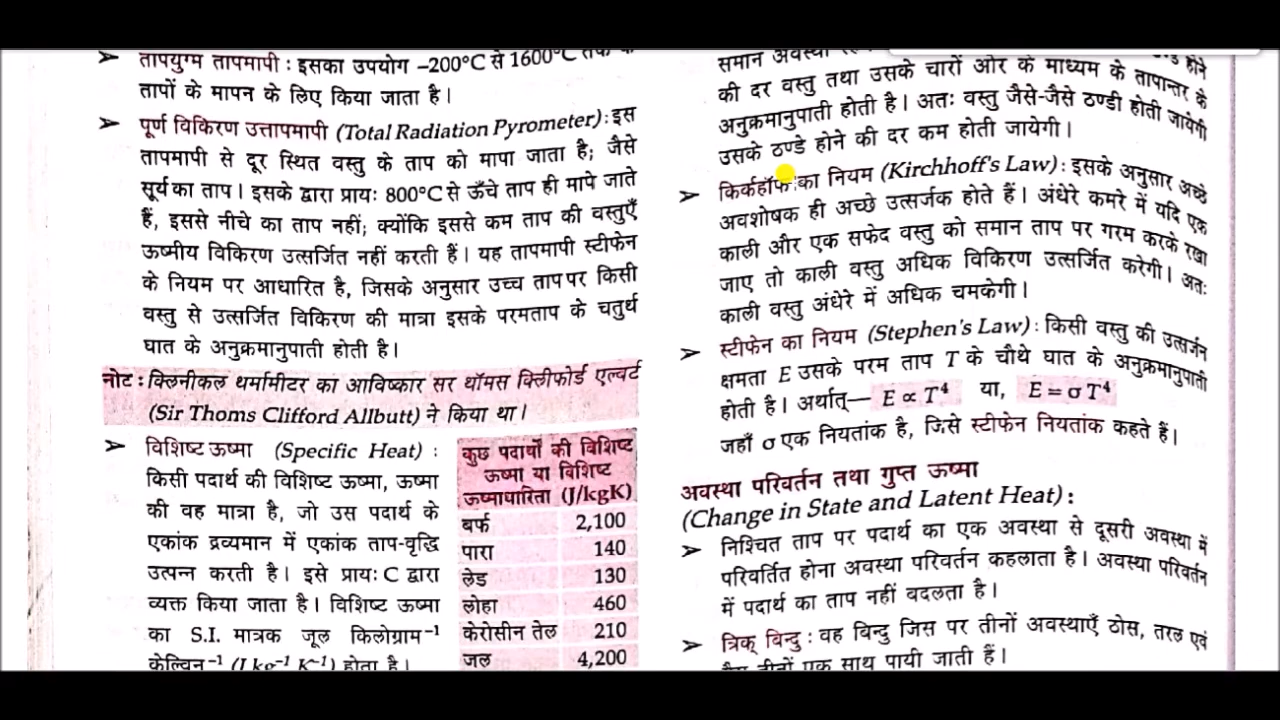 ➤ तापयुग्म तापमापी : इसका उपयोग –200°C से 1600°C तक के
तापों के मापन के लिए किया जाता है।
➤ पूर्ण विकिरण उत्तापमापी (Total Radiation Pyrometer) : इस
तापमापी से दूर स्थित वस्तु के ताप को मापा जाता है; जैसे
सूर्य का ताप। इसके द्वारा प्रायः 800°C से ऊँचे ताप ही मापे जाते
हैं, इससे नीचे का ताप नहीं; क्योंकि इससे कम ताप की वस्तुएँ
ऊष्मीय विकिरण उत्सर्जित नहीं करती हैं। यह तापमापी स्टीफेन
के नियम पर आधारित है, जिसके अनुसार उच्च ताप पर किसी
वस्तु से उत्सर्जित विकिरण की मात्रा इसके परमताप के चतुर्थ
घात के अनुक्रमानुपाती होती है।
नोट : क्लिनीकल थर्मामीटर का आविष्कार सर थॉमस क्लिीफोर्ड एल्वर्ट
(Sir Thoms Clifford Allbutt) ने किया था।
➤ विशिष्ट ऊष्मा (Specific Heat) :
किसी पदार्थ की विशिष्ट ऊष्मा, ऊष्मा
की वह मात्रा है, जो उस पदार्थ के
एकांक द्रव्यमान में एकांक ताप-वृद्धि
उत्पन्न करती है। इसे प्रायः C द्वारा
व्यक्त किया जाता है। विशिष्ट ऊष्मा
का S.I. मात्रक जूल किलोग्राम⁻¹
केल्विन⁻¹ (J kg⁻¹ K⁻¹) होता है।
कुछ पदार्थों की विशिष्ट
ऊष्मा या विशिष्ट
ऊष्माधारिता (J/kgK)
बर्फ 2,100
पारा 140
लेड 130
लोहा 460
केरोसीन तेल 210
जल 4,200
समान अवस्था
की दर वस्तु तथा उसके चारों ओर के माध्यम के तापान्तर के
अनुक्रमानुपाती होती है। अतः वस्तु जैसे-जैसे ठण्डी होती जायेगी
उसके ठण्डे होने की दर कम होती जायेगी।
➤ किर्कहॉफ का नियम (Kirchhoff's Law) : इसके अनुसार अच्छे
अवशोषक ही अच्छे उत्सर्जक होते हैं। अंधेरे कमरे में यदि एक
काली और एक सफेद वस्तु को समान ताप पर गरम करके रखा
जाए तो काली वस्तु अधिक विकिरण उत्सर्जित करेगी। अतः
काली वस्तु अंधेरे में अधिक चमकेगी।
➤ स्टीफेन का नियम (Stephen's Law) : किसी वस्तु की उत्सर्जन
क्षमता E उसके परम ताप T के चौथे घात के अनुक्रमानुपाती
होती है। अर्थात्— E ∝ T⁴ या, E = σ T⁴
जहाँ σ एक नियतांक है, जिसे स्टीफेन नियतांक कहते हैं।
अवस्था परिवर्तन तथा गुप्त ऊष्मा
(Change in State and Latent Heat) :
➤ निश्चित ताप पर पदार्थ का एक अवस्था से दूसरी अवस्था में
परिवर्तित होना अवस्था परिवर्तन कहलाता है। अवस्था परिवर्तन
में पदार्थ का ताप नहीं बदलता है।
➤ त्रिक् बिन्दु : वह बिन्दु जिस पर तीनों अवस्थाएँ ठोस, तरल एवं
तीनों एक साथ पायी जाती हैं।